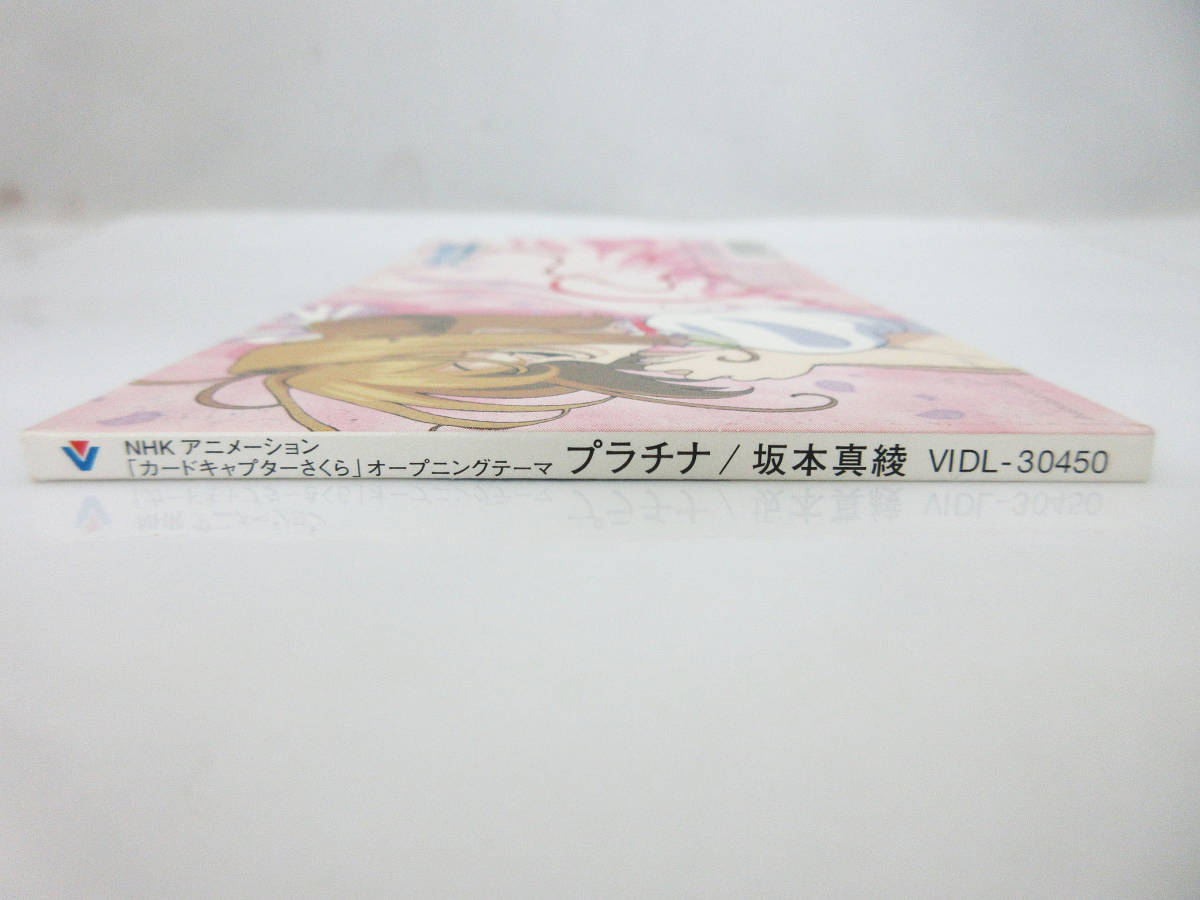 NHK アニメーション
「カードキャプターさくら」オープニングテーマ プラチナ / 坂本真綾 VIDL-30450